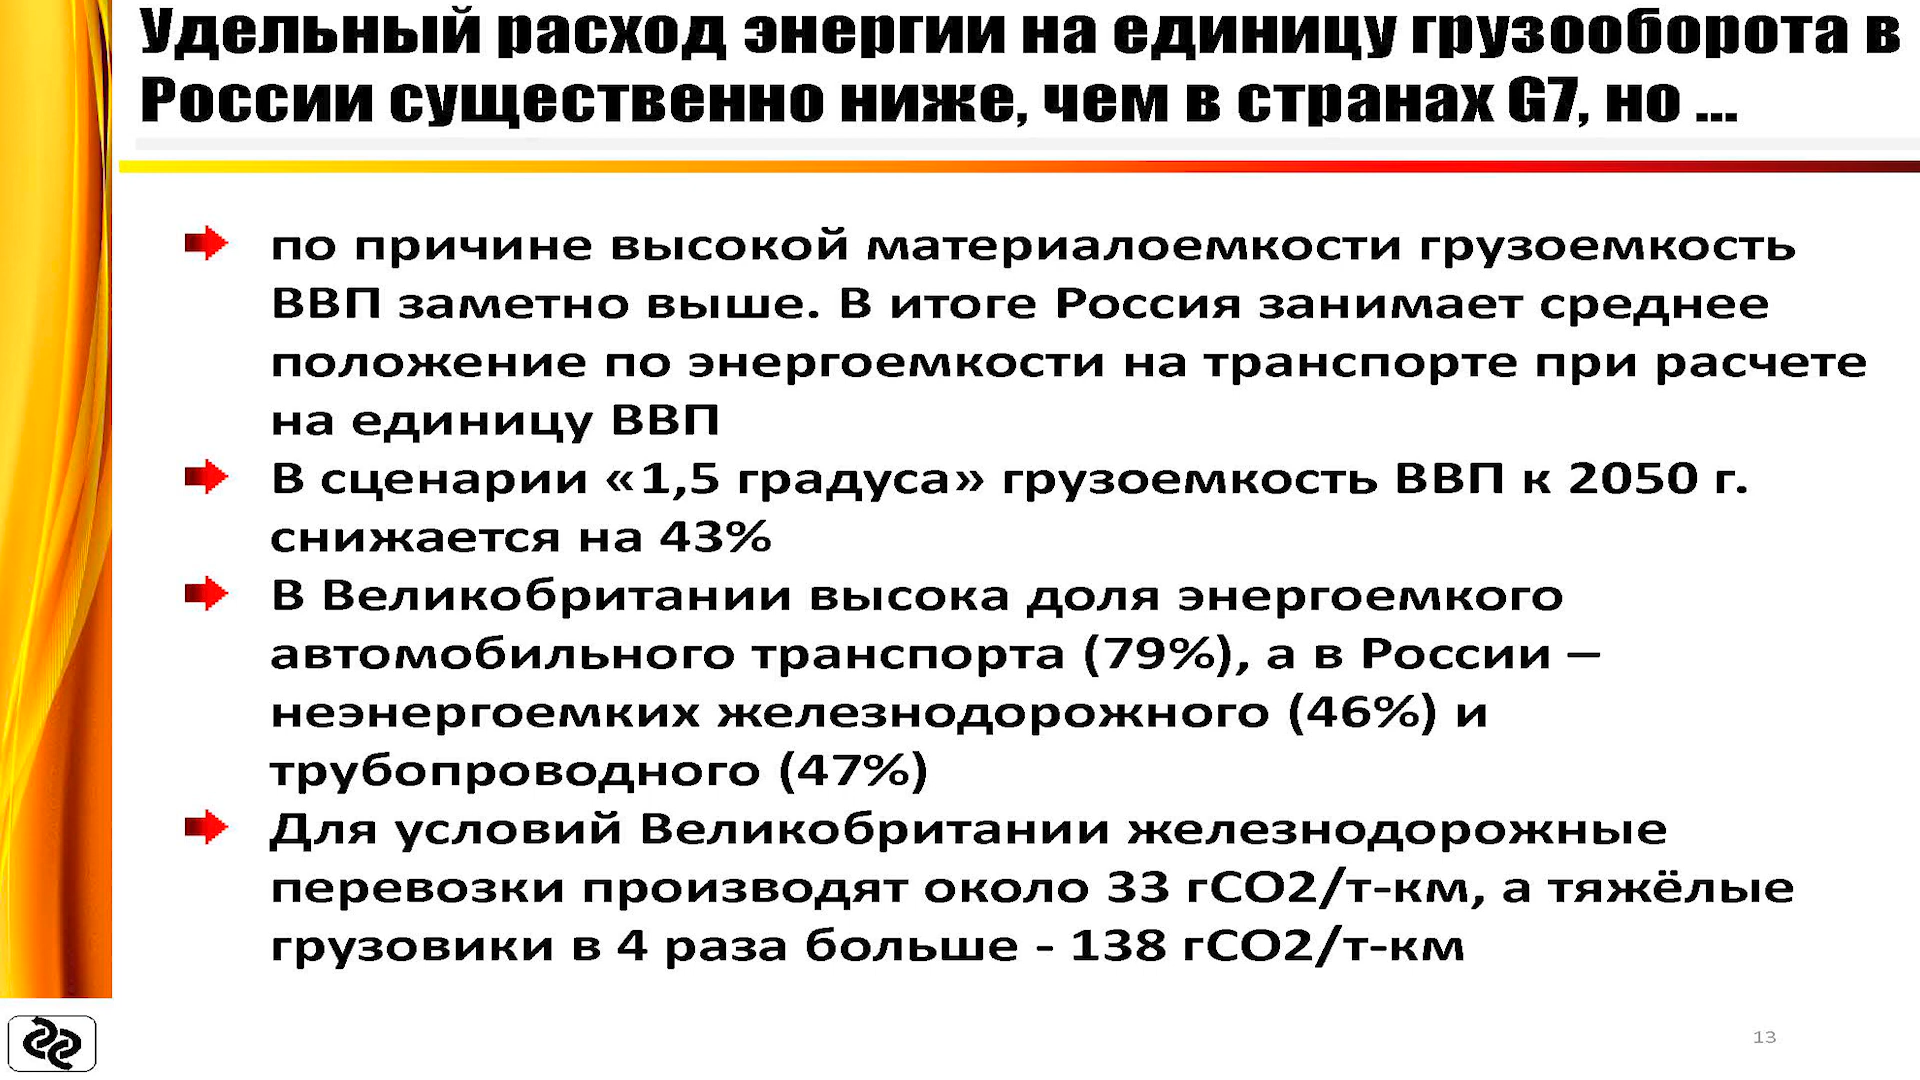 Удельный расход энергии на единицу грузооборота в
России существенно ниже, чем в странах G7, но ...
по причине высокой материалоемкости грузоемкость
ВВП заметно выше. В итоге Россия занимает среднее
положение по энергоемкости на транспорте при расчете
на единицу ВВП
В сценарии «1,5 градуса» грузоемкость ВВП к 2050 г.
снижается на 43%
В Великобритании высока доля энергоемкого
автомобильного транспорта (79%), а в России –
неэнергоемких железнодорожного (46%) и
трубопроводного (47%)
Для условий Великобритании железнодорожные
перевозки производят около 33 гСО2/т-км, а тяжёлые
грузовики в 4 раза больше - 138 гСО2/т-км
13